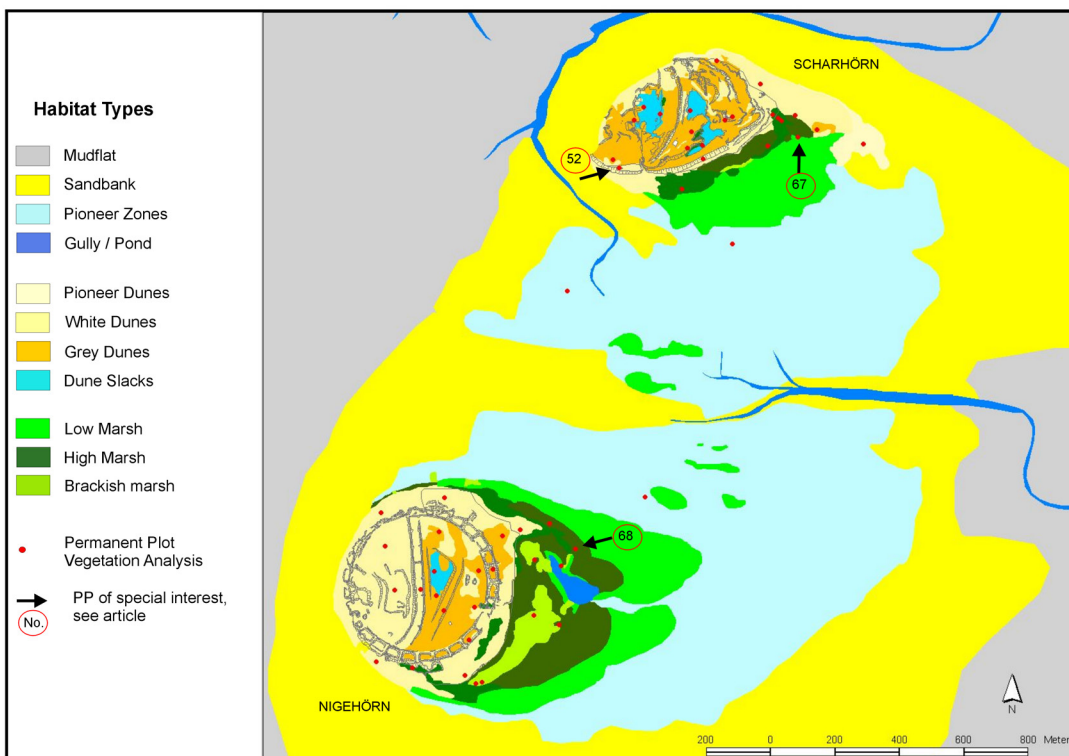 Habitat Types
Mudflat
Sandbank
Pioneer Zones
Gully / Pond
Pioneer Dunes
White Dunes
Grey Dunes
Dune Slacks
Low Marsh
High Marsh
Brackish marsh
Permanent Plot
Vegetation Analysis
PP of special interest,
see article
No.
SCHARHÖRN
52
67
68
NIGEHÖRN
N
200 0 200 400 600 800 Meter